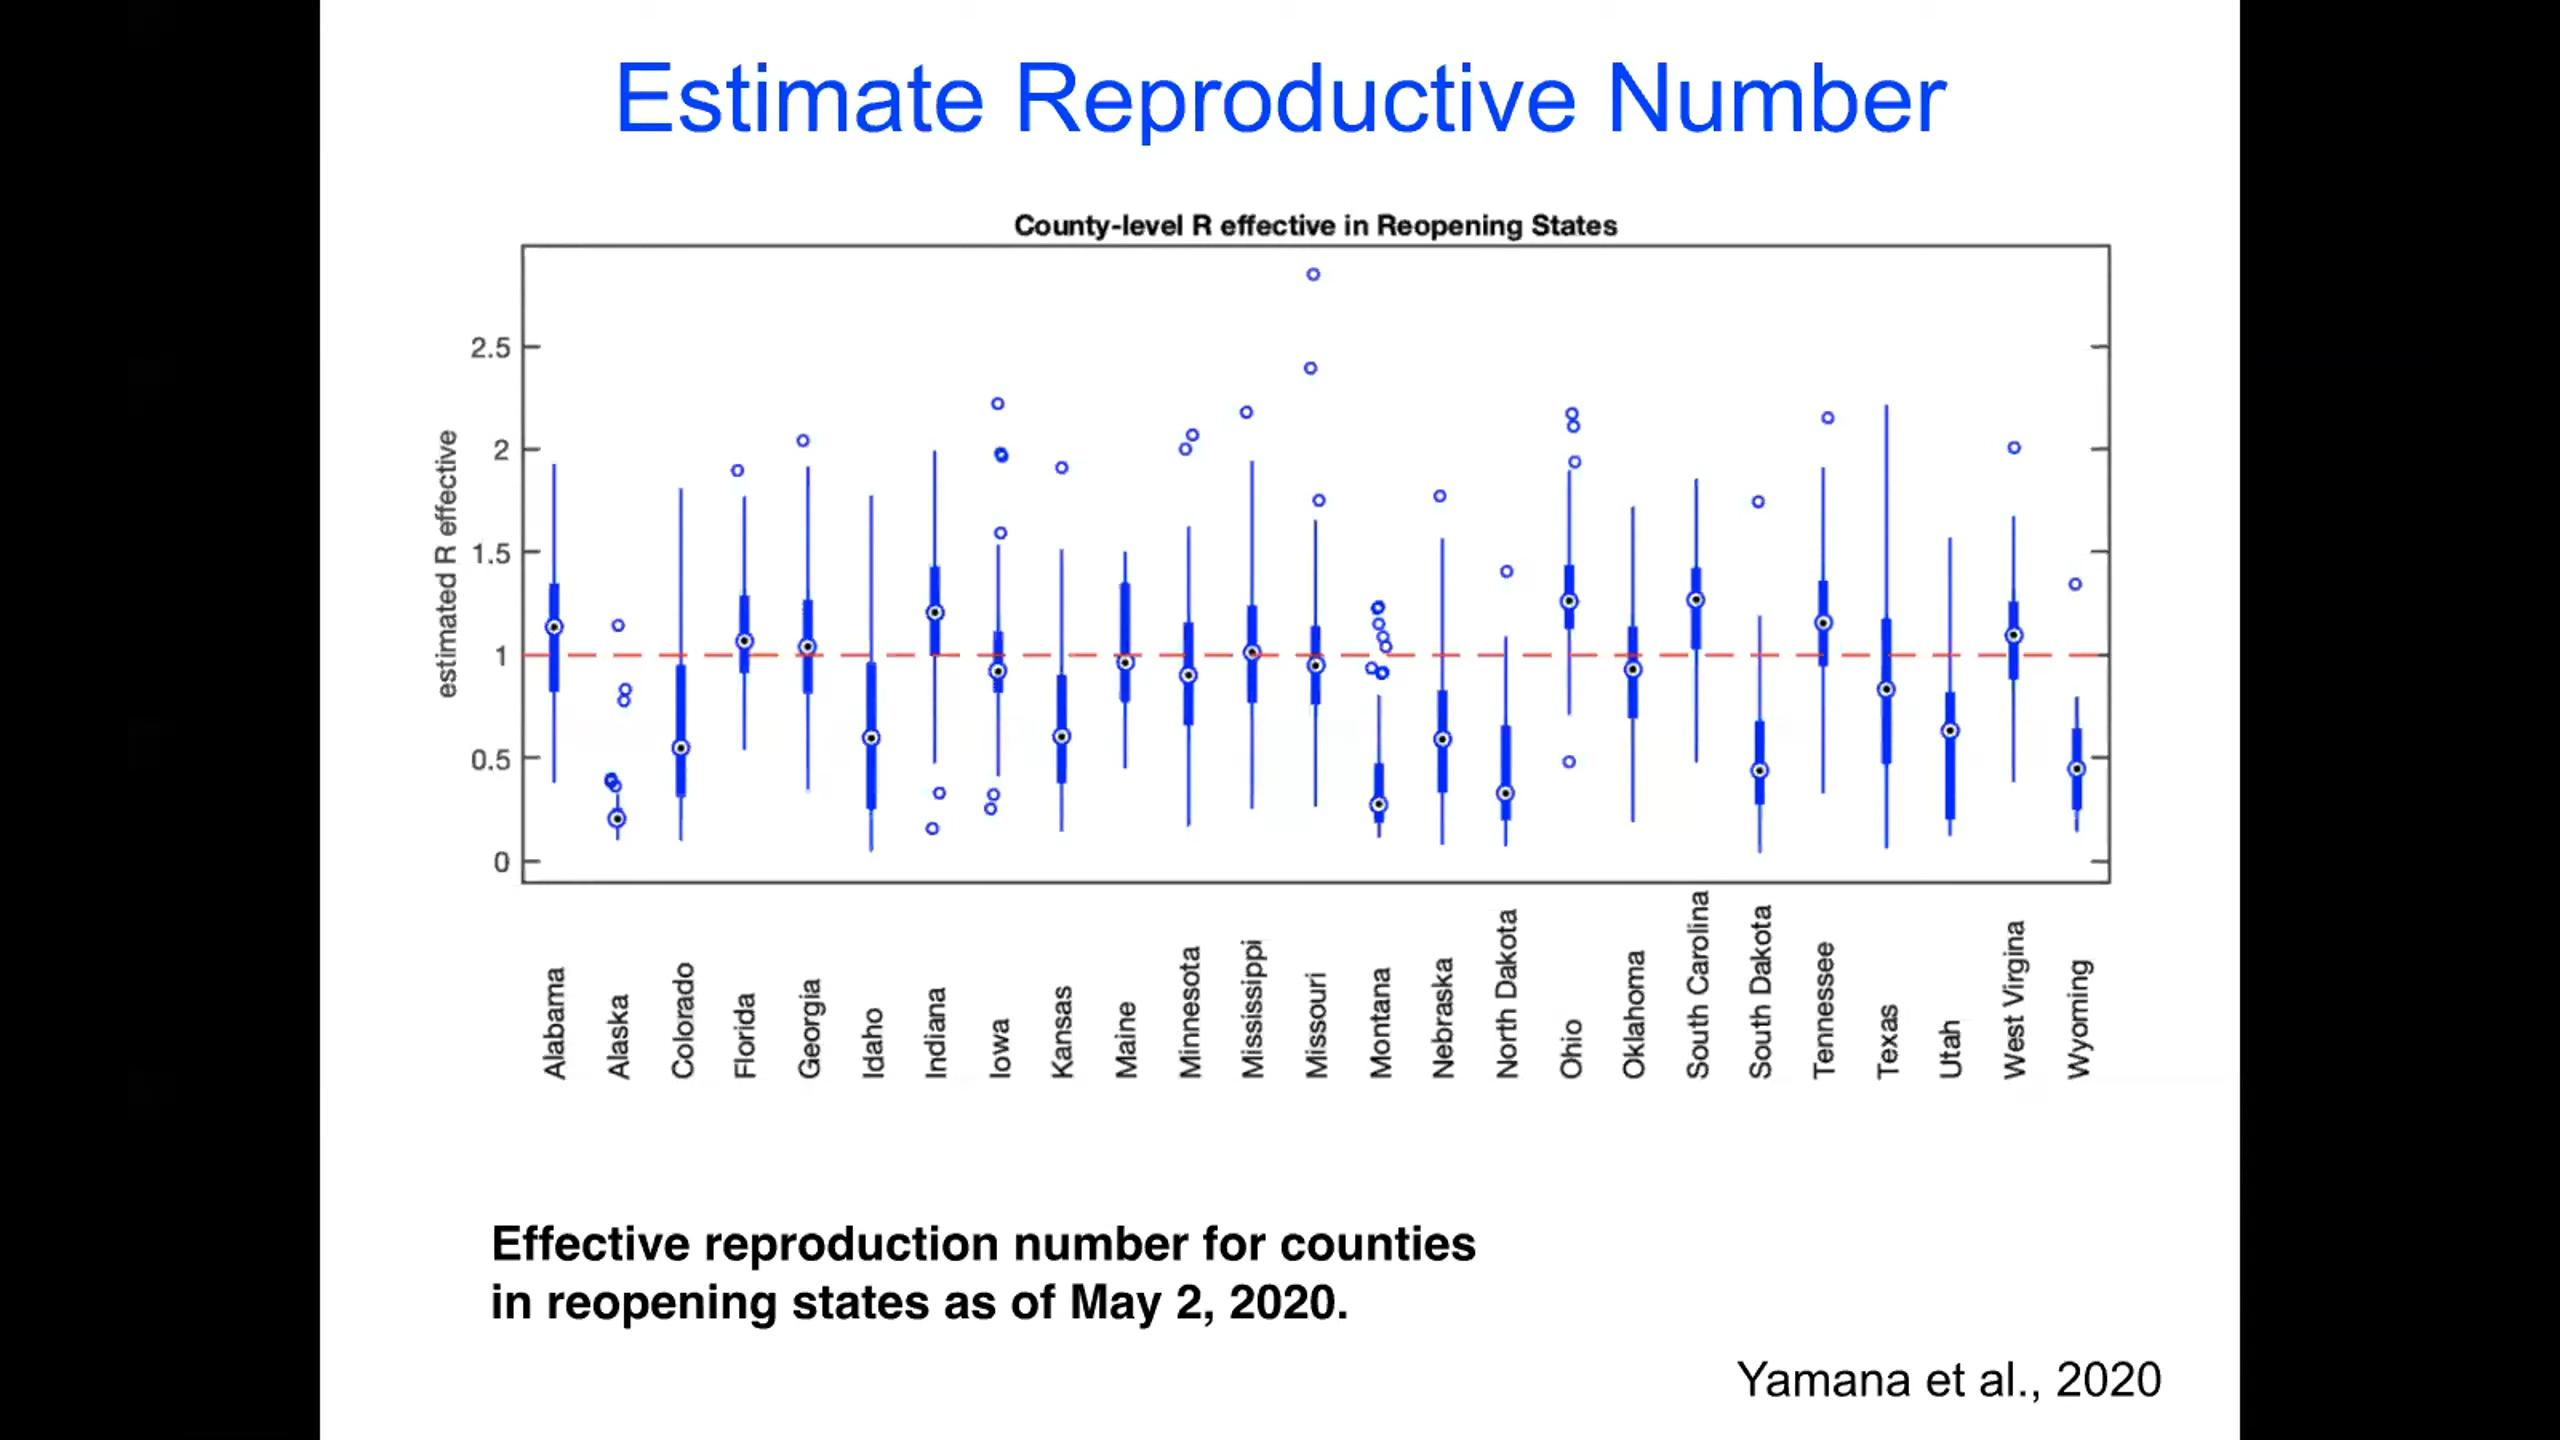 Estimate Reproductive Number
County-level R effective in Reopening States
estimated R effective
2.5
2
1.5
1
0.5
0
Alabama
Alaska
Colorado
Florida
Georgia
Idaho
Indiana
Iowa
Kansas
Maine
Minnesota
Mississippi
Missouri
Montana
Nebraska
North Dakota
Ohio
Oklahoma
South Carolina
South Dakota
Tennessee
Texas
Utah
West Virgina
Wyoming
Effective reproduction number for counties
in reopening states as of May 2, 2020.
Yamana et al., 2020